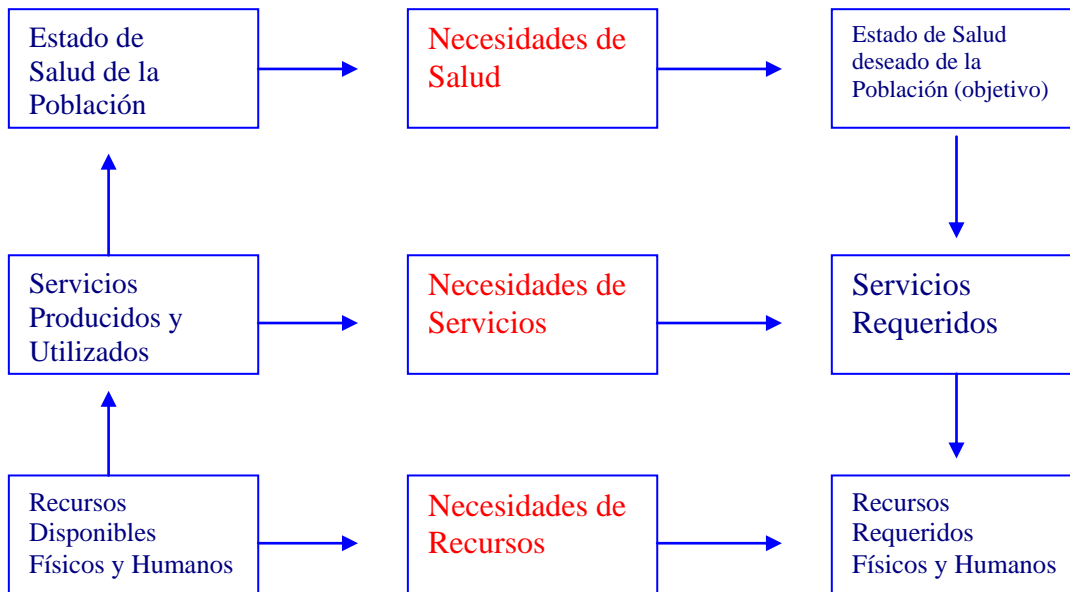 Estado de
Salud de la
Población
Necesidades de
Salud
Estado de Salud
deseado de la
Población (objetivo)
Servicios
Producidos y
Utilizados
Necesidades de
Servicios
Servicios
Requeridos
Recursos
Disponibles
Físicos y Humanos
Necesidades de
Recursos
Recursos
Requeridos
Físicos y Humanos